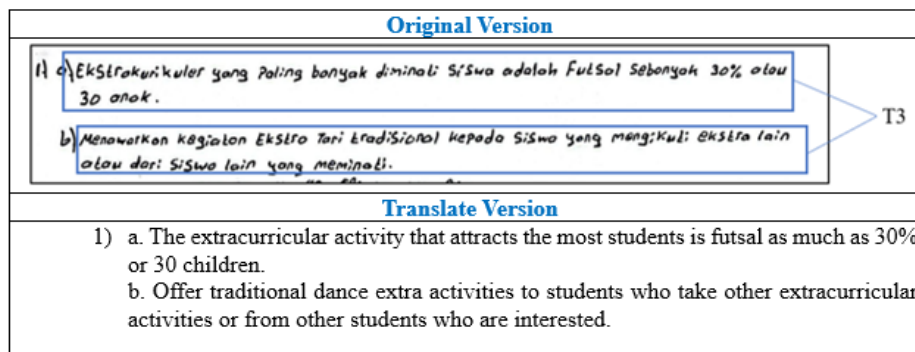 Original Version
1) a) Ekstrakurikuler yang Paling banyak diminati Siswa adalah Futsal Sebanyak 30% atau
30 anak.
T3
b) Menawarkan kegiatan Ekstra Tari tradisional kepada Siswa yang mengikuti ekstra lain
atau dari Siswa lain yang meminati.
Translate Version
1) a. The extracurricular activity that attracts the most students is futsal as much as 30%
or 30 children.
b. Offer traditional dance extra activities to students who take other extracurricular
activities or from other students who are interested.